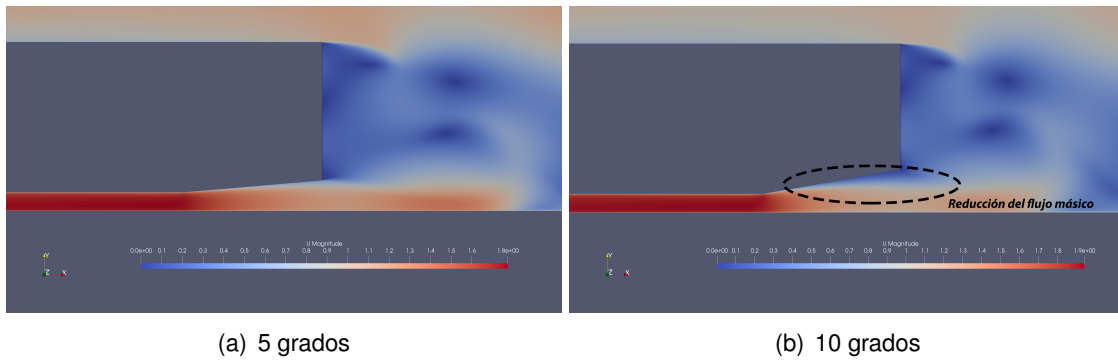 U Magnitude
0.0e+00 0.1 0.2 0.3 0.4 0.5 0.6 0.7 0.8 0.9 1 1.1 1.2 1.3 1.4 1.5 1.6 1.8e+00
Y
Z X
(a) 5 grados
Reducción del flujo másico
U Magnitude
0.0e+00 0.1 0.2 0.3 0.4 0.5 0.6 0.7 0.8 0.9 1 1.1 1.2 1.3 1.4 1.5 1.6 1.7 1.9e+00
Y
Z X
(b) 10 grados